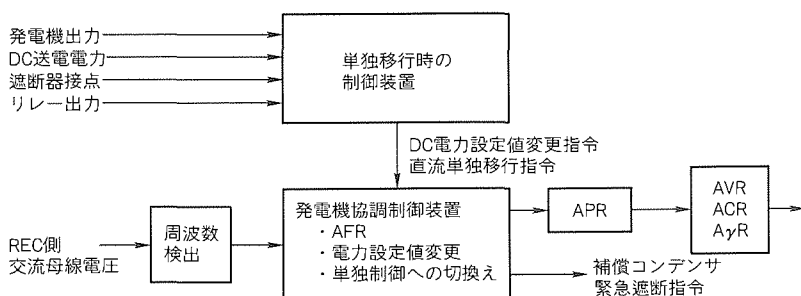 発電機出力
DC送電電力
遮断器接点
リレー出力
単独移行時の
制御装置
DC電力設定値変更指令
直流単独移行指令
REC側
交流母線電圧
周波数
検出
発電機協調制御装置
・AFR
・電力設定値変更
・単独制御への切換え
APR
AVR
ACR
AγR
補償コンデンサ
緊急遮断指令